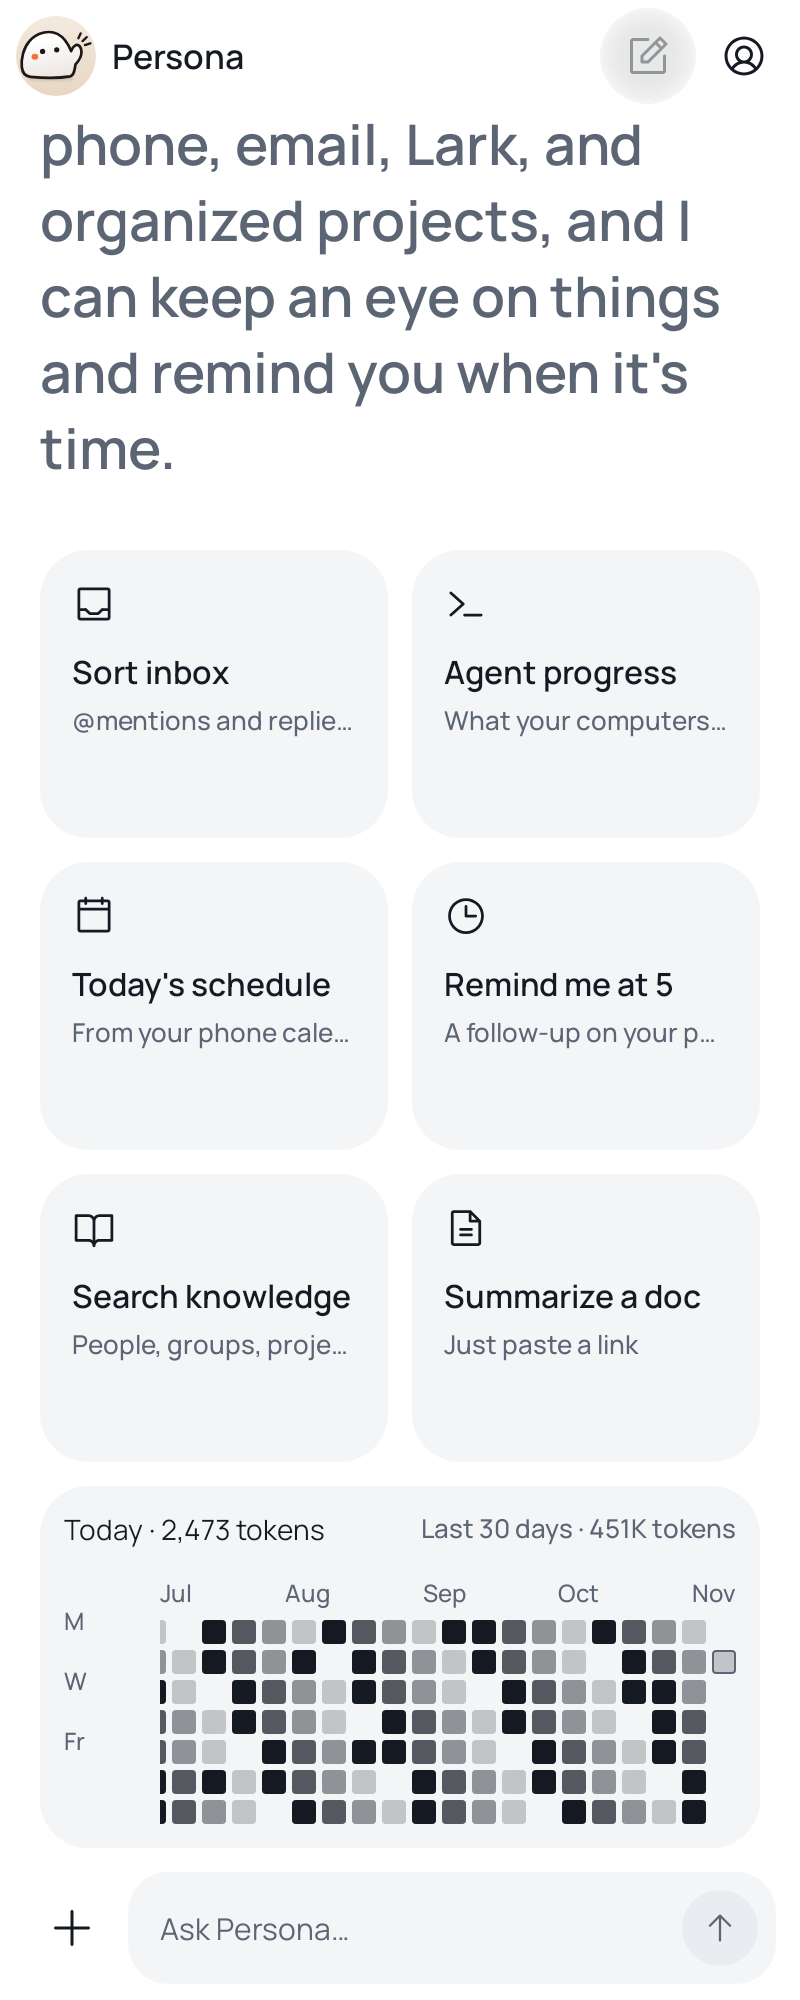 Persona
phone, email, Lark, and
organized projects, and I
can keep an eye on things
and remind you when it's
time.
Sort inbox
@mentions and replie...
Agent progress
What your computers...
Today's schedule
From your phone cale...
Remind me at 5
A follow-up on your p...
Search knowledge
People, groups, proje...
Summarize a doc
Just paste a link
Today · 2,473 tokens
Last 30 days · 451K tokens
Jul Aug Sep Oct Nov
M
W
Fr
Ask Persona...